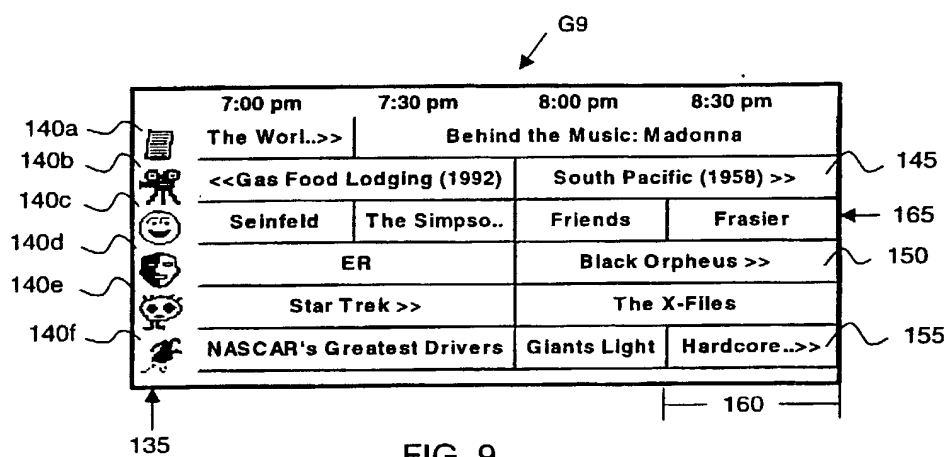 G9
7:00 pm 7:30 pm 8:00 pm 8:30 pm
140a The Worl..>> Behind the Music: Madonna
140b <<Gas Food Lodging (1992) South Pacific (1958) >> 145
140c Seinfeld The Simpso.. Friends Frasier 165
140d ER Black Orpheus >> 150
140e Star Trek >> The X-Files
140f NASCAR's Greatest Drivers Giants Light Hardcore..>> 155
160
135
FIG. 9